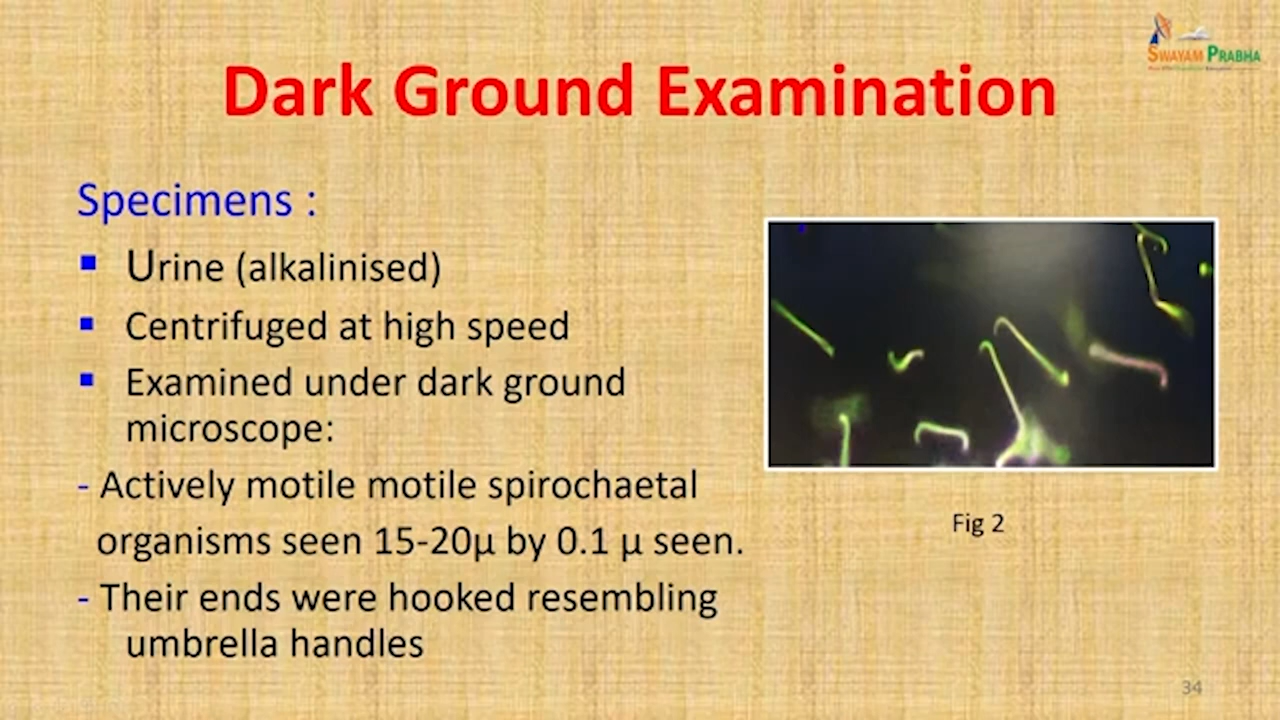 SWAYAM PRABHA
Dark Ground Examination
Specimens :
Urine (alkalinised)
Centrifuged at high speed
Examined under dark ground
microscope:
- Actively motile motile spirochaetal
organisms seen 15-20µ by 0.1 µ seen.
- Their ends were hooked resembling
umbrella handles
Fig 2
34